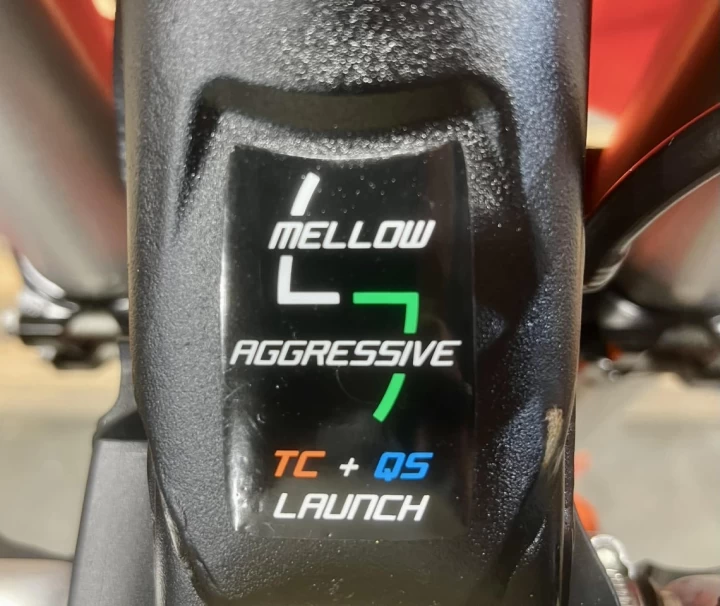 MELLOW
AGGRESSIVE
TC + QS
LAUNCH